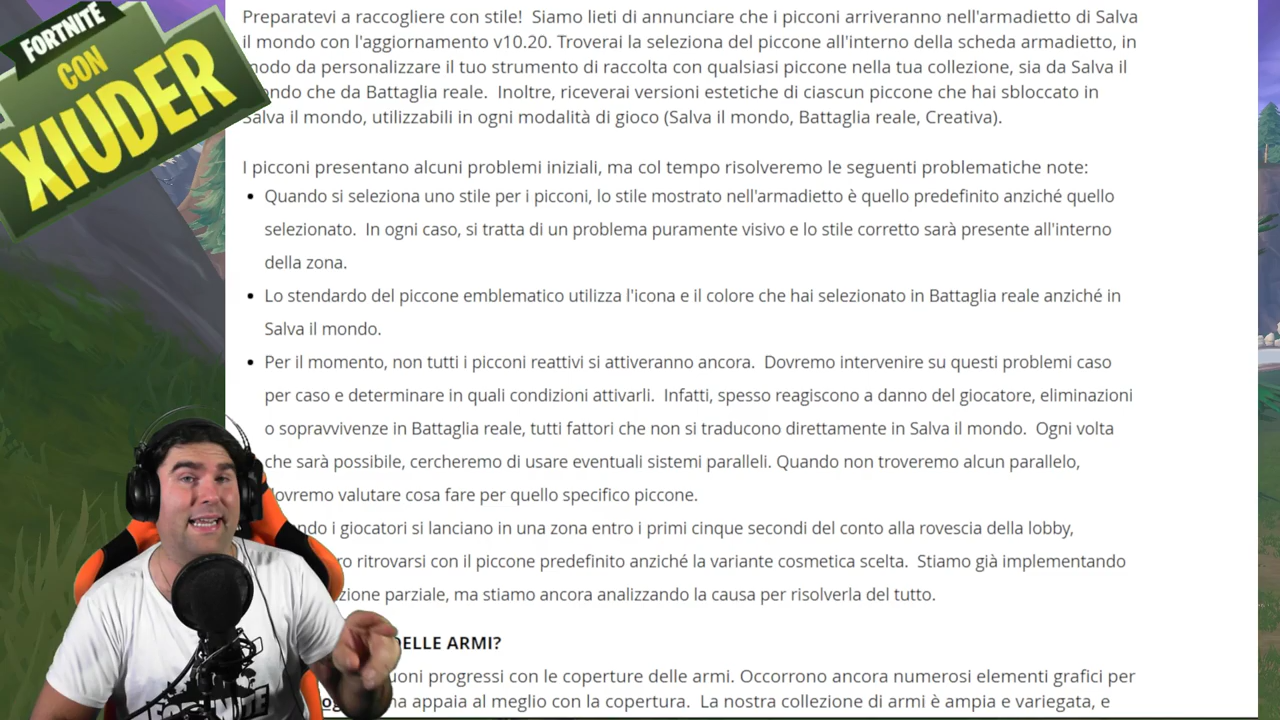 FORTNITE
CON
XIUDER
Preparatevi a raccogliere con stile! Siamo lieti di annunciare che i picconi arriveranno nell'armadietto di Salva
il mondo con l'aggiornamento v10.20. Troverai la seleziona del piccone all'interno della scheda armadietto, in
modo da personalizzare il tuo strumento di raccolta con qualsiasi piccone nella tua collezione, sia da Salva il
mondo che da Battaglia reale. Inoltre, riceverai versioni estetiche di ciascun piccone che hai sbloccato in
Salva il mondo, utilizzabili in ogni modalità di gioco (Salva il mondo, Battaglia reale, Creativa).
I picconi presentano alcuni problemi iniziali, ma col tempo risolveremo le seguenti problematiche note:
• Quando si seleziona uno stile per i picconi, lo stile mostrato nell'armadietto è quello predefinito anziché quello
selezionato. In ogni caso, si tratta di un problema puramente visivo e lo stile corretto sarà presente all'interno
della zona.
• Lo stendardo del piccone emblematico utilizza l'icona e il colore che hai selezionato in Battaglia reale anziché in
Salva il mondo.
• Per il momento, non tutti i picconi reattivi si attiveranno ancora. Dovremo intervenire su questi problemi caso
per caso e determinare in quali condizioni attivarli. Infatti, spesso reagiscono a danno del giocatore, eliminazioni
o sopravvivenze in Battaglia reale, tutti fattori che non si traducono direttamente in Salva il mondo. Ogni volta
che sarà possibile, cercheremo di usare eventuali sistemi paralleli. Quando non troveremo alcun parallelo,
dovremo valutare cosa fare per quello specifico piccone.
i giocatori si lanciano in una zona entro i primi cinque secondi del conto alla rovescia della lobby,
ritrovarsi con il piccone predefinito anziché la variante cosmetica scelta. Stiamo già implementando
parziale, ma stiamo ancora analizzando la causa per risolverla del tutto.
DELLE ARMI?
progressi con le coperture delle armi. Occorrono ancora numerosi elementi grafici per
appaia al meglio con la copertura. La nostra collezione di armi è ampia e variegata, e